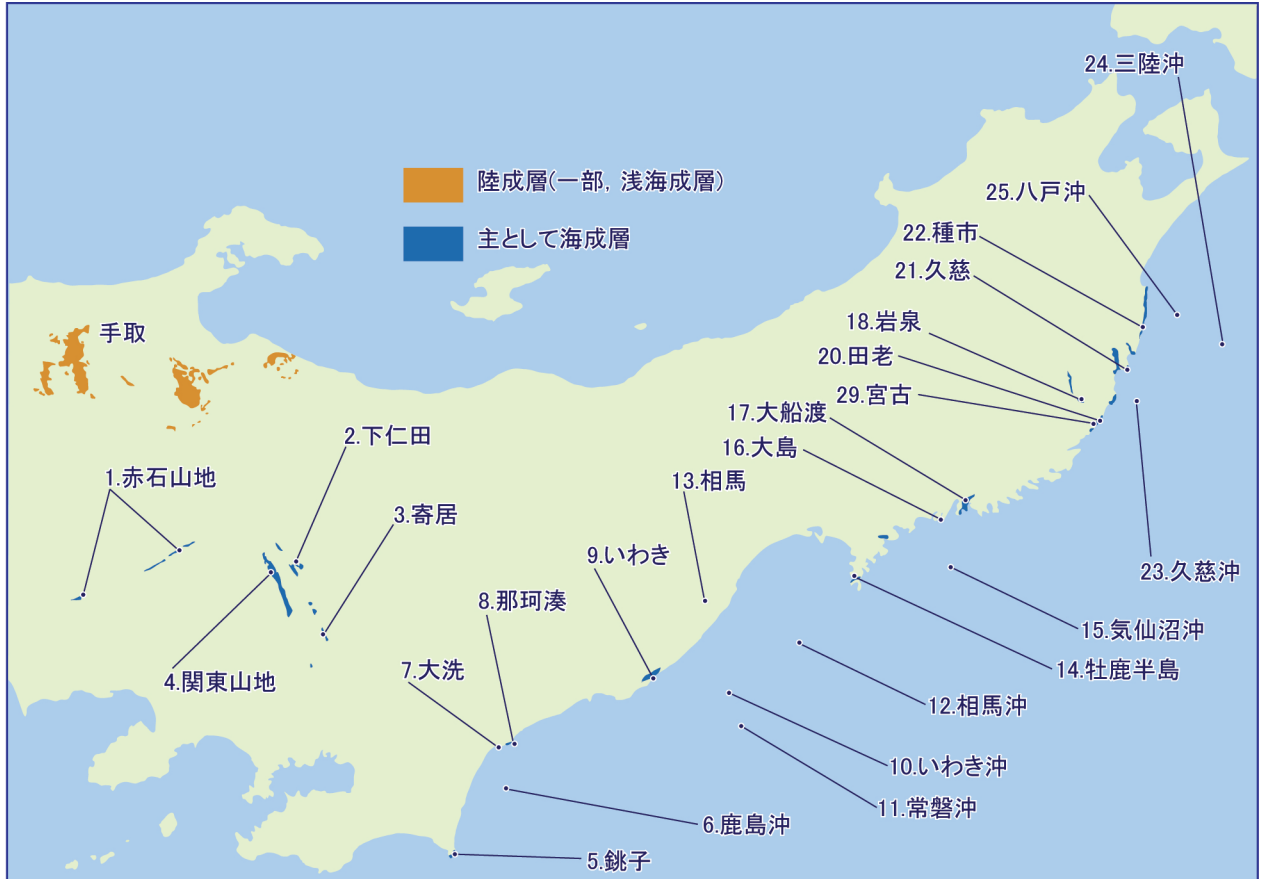 24.三陸沖
陸成層(一部, 浅海成層)
25.八戸沖
22.種市
主として海成層
21.久慈
手取
18.岩泉
20.田老
29.宮古
17.大船渡
2.下仁田
16.大島
1.赤石山地
13.相馬
3.寄居
9.いわき
23.久慈沖
8.那珂湊
15.気仙沼沖
7.大洗
14.牡鹿半島
4.関東山地
12.相馬沖
10.いわき沖
11.常磐沖
6.鹿島沖
5.銚子